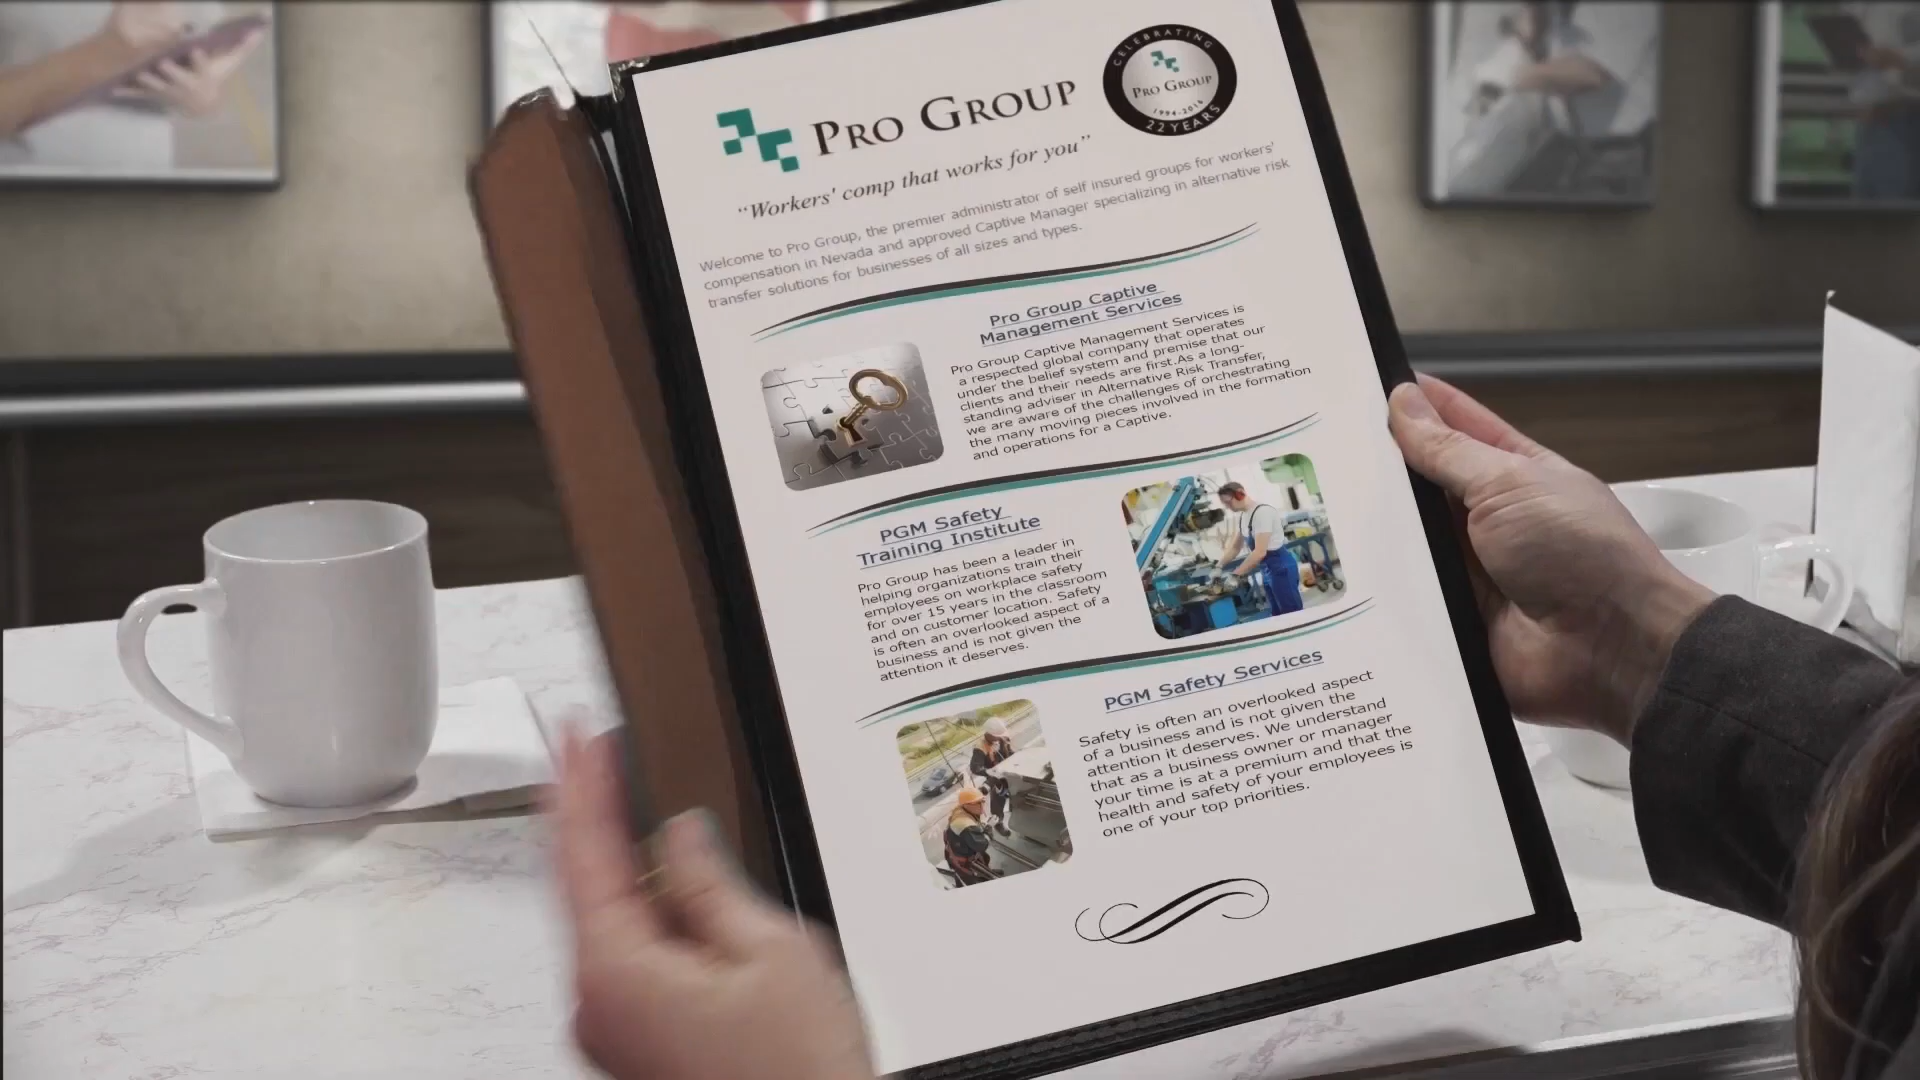 PRO GROUP
CELEBRATING
PRO GROUP
1994-2016
22 YEARS
“Workers' comp that works for you”
Welcome to Pro Group, the premier administrator of self insured groups for workers'
compensation in Nevada and approved Captive Manager specializing in alternative risk
transfer solutions for businesses of all sizes and types.
Pro Group Captive
Management Services
Pro Group Captive Management Services is
a respected global company that operates
under the belief system and premise that our
clients and their needs are first.As a long-
standing adviser in Alternative Risk Transfer,
we are aware of the challenges of orchestrating
the many moving pieces involved in the formation
and operations for a Captive.
PGM Safety
Training Institute
Pro Group has been a leader in
helping organizations train their
employees on workplace safety
for over 15 years in the classroom
and on customer location. Safety
is often an overlooked aspect of a
business and is not given the
attention it deserves.
PGM Safety Services
Safety is often an overlooked aspect
of a business and is not given the
attention it deserves. We understand
that as a business owner or manager
your time is at a premium and that the
health and safety of your employees is
one of your top priorities.